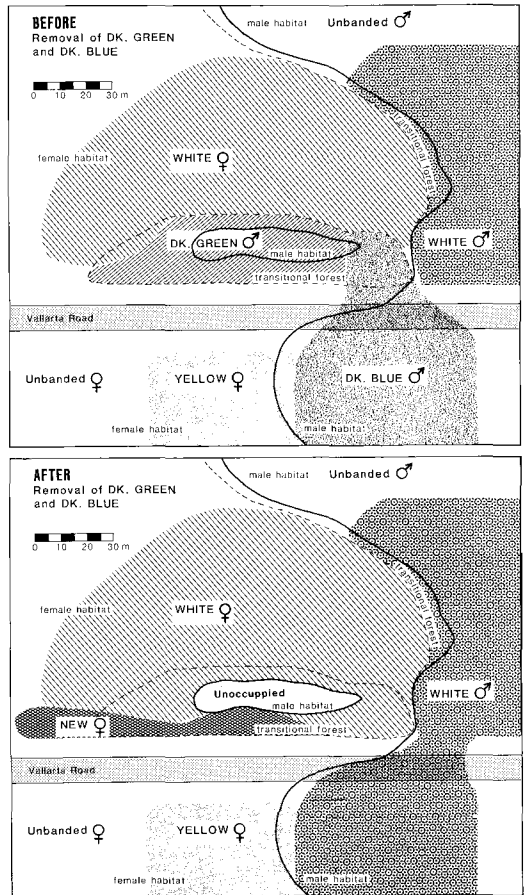 BEFORE
Removal of DK. GREEN
and DK. BLUE
0 10 20 30 m
male habitat
Unbanded ♂
female habitat
WHITE ♀
transitional forest
DK. GREEN ♂
male habitat
WHITE ♂
transitional forest
Vallarta Road
Unbanded ♀
YELLOW ♀
DK. BLUE ♂
female habitat
male habitat
AFTER
Removal of DK. GREEN
and DK. BLUE
0 10 20 30 m
male habitat
Unbanded ♂
female habitat
WHITE ♀
transitional forest
Unoccuppied
male habitat
WHITE ♂
NEW ♀
transitional forest
Vallarta Road
Unbanded ♀
YELLOW ♀
female habitat
male habitat